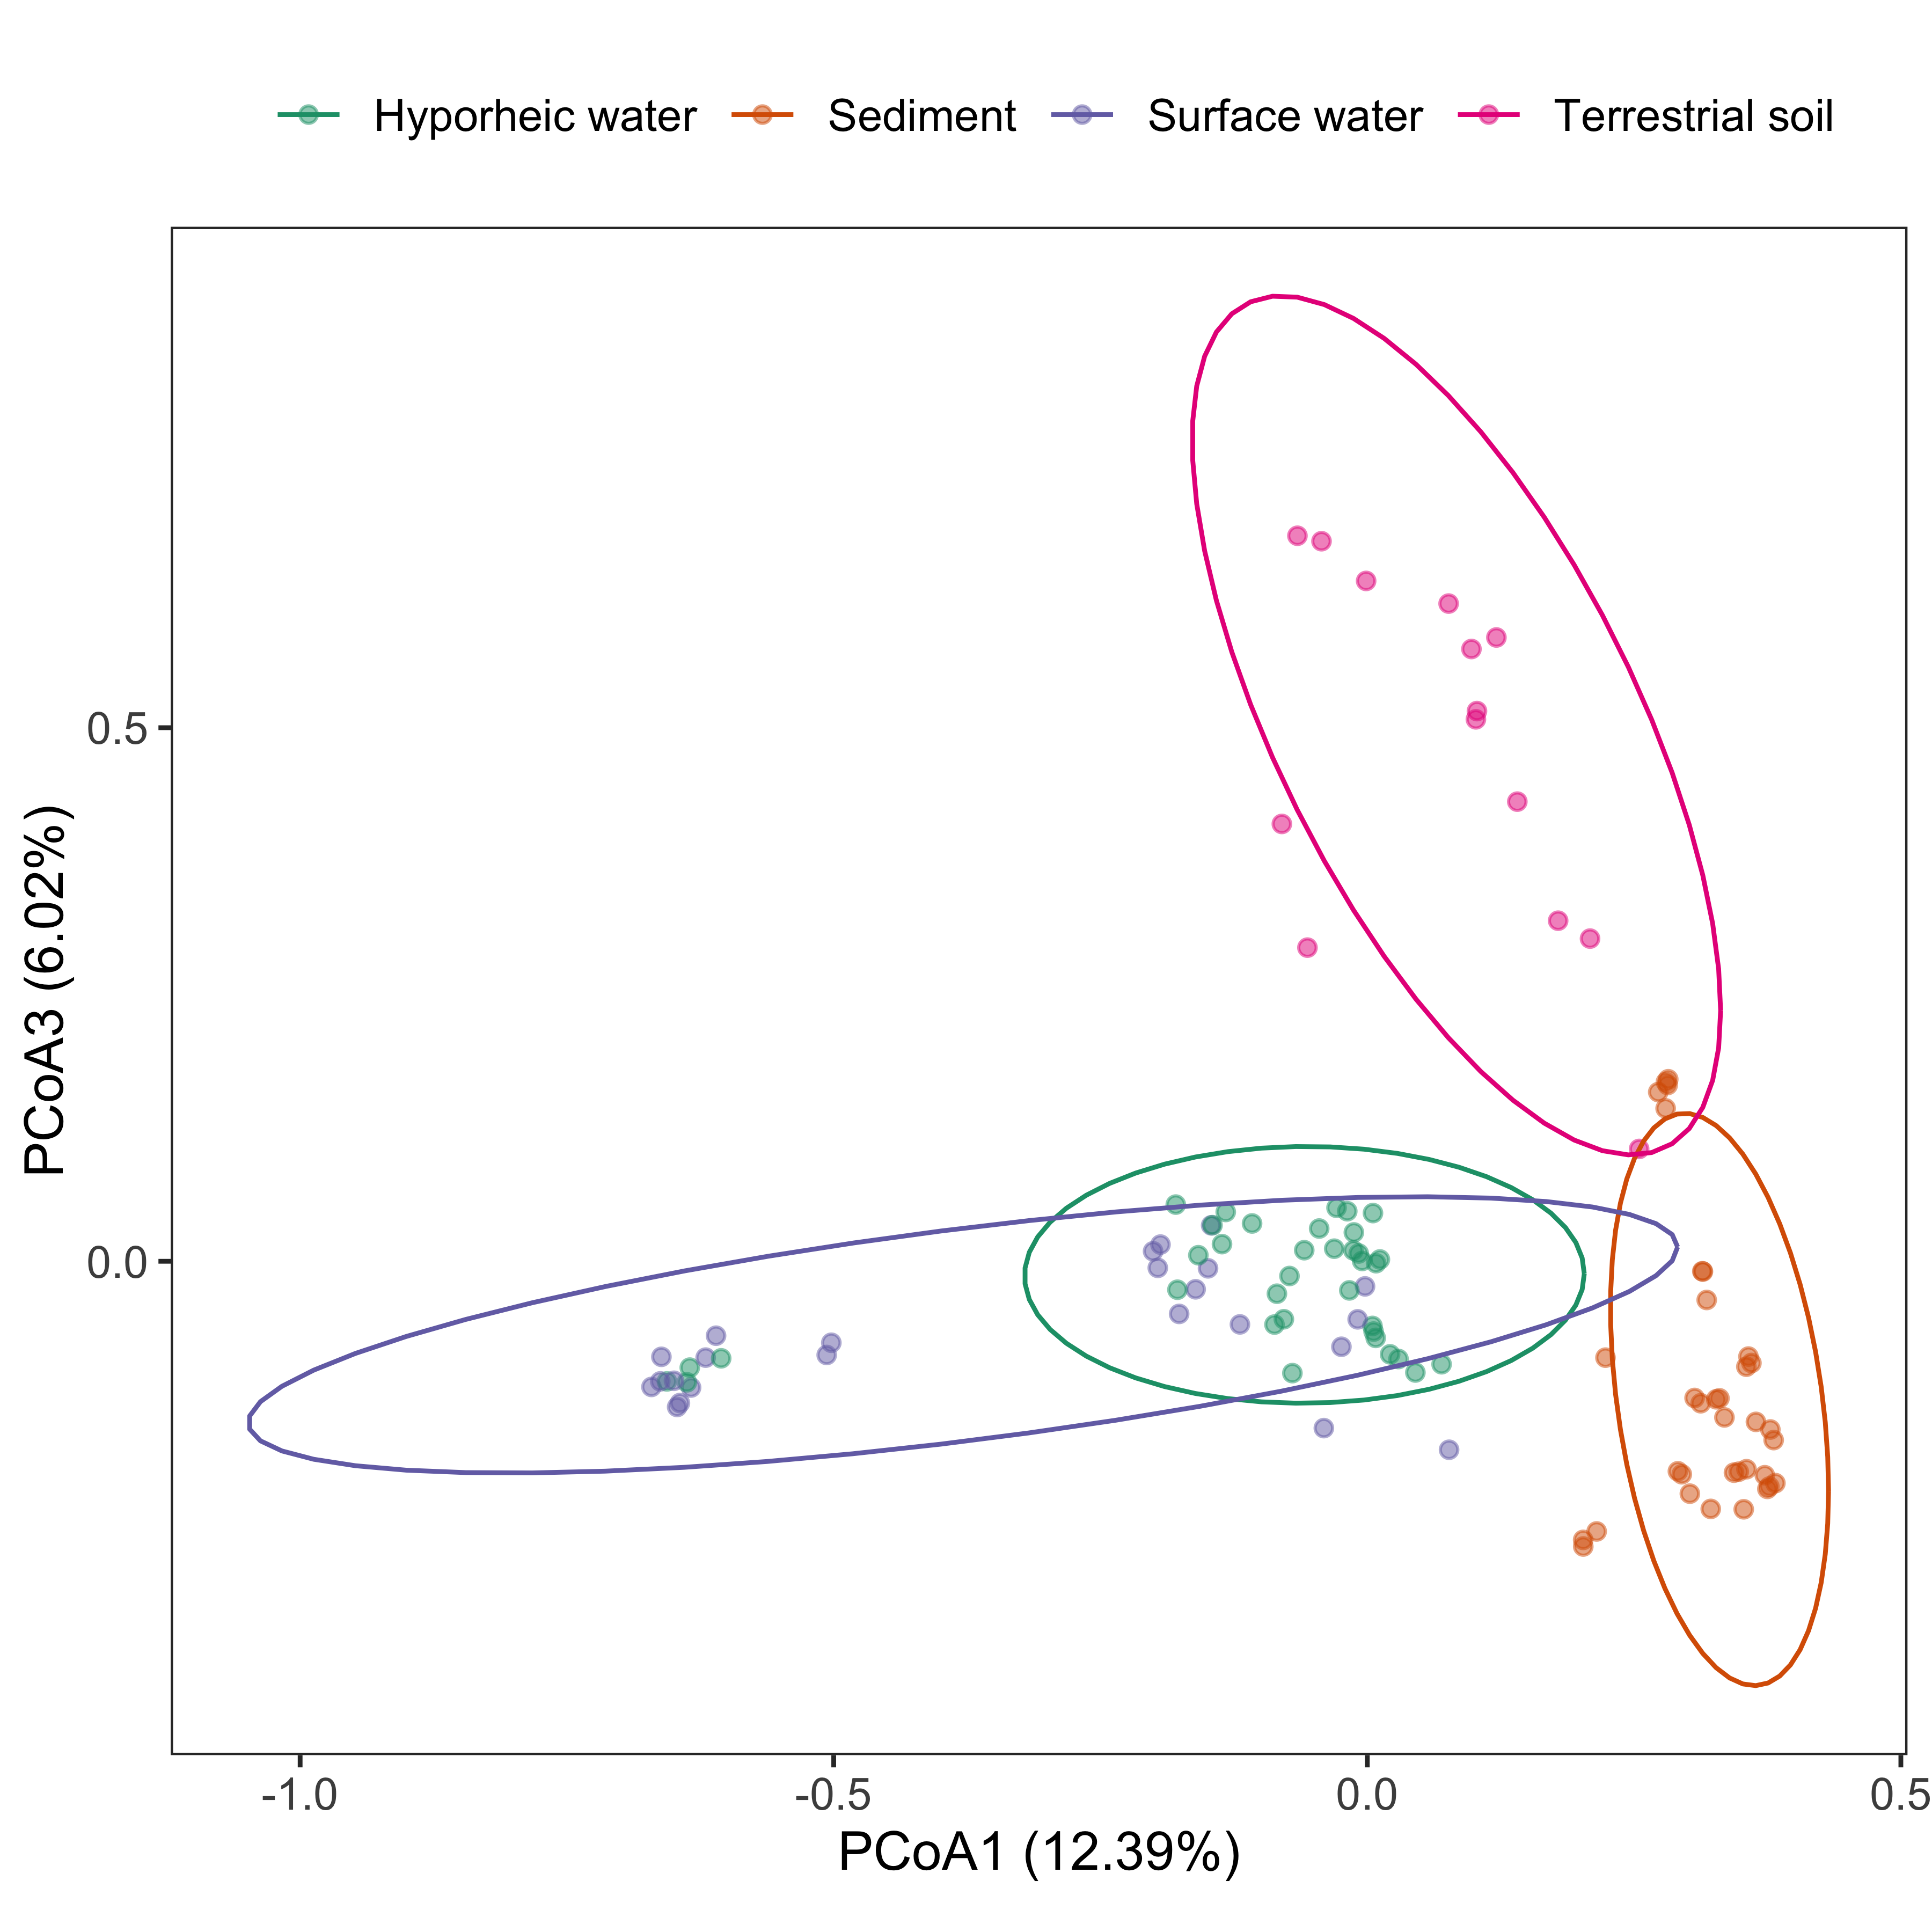 Hyporheic water Sediment Surface water Terrestrial soil
PCoA3 (6.02%)
0.5
0.0
-1.0 -0.5 0.0 0.5
PCoA1 (12.39%)